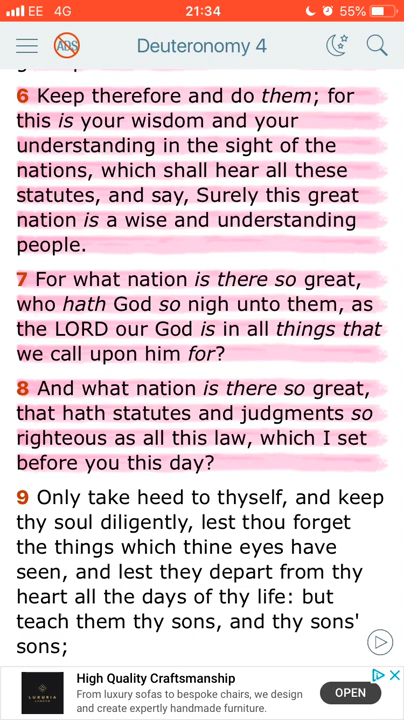 EE 4G 21:34 55%
ADS Deuteronomy 4
6 Keep therefore and do them; for
this is your wisdom and your
understanding in the sight of the
nations, which shall hear all these
statutes, and say, Surely this great
nation is a wise and understanding
people.
7 For what nation is there so great,
who hath God so nigh unto them, as
the LORD our God is in all things that
we call upon him for?
8 And what nation is there so great,
that hath statutes and judgments so
righteous as all this law, which I set
before you this day?
9 Only take heed to thyself, and keep
thy soul diligently, lest thou forget
the things which thine eyes have
seen, and lest they depart from thy
heart all the days of thy life: but
teach them thy sons, and thy sons'
sons;
High Quality Craftsmanship
From luxury sofas to bespoke chairs, we design
and create expertly handmade furniture.
OPEN
LUXURIA
LONDON